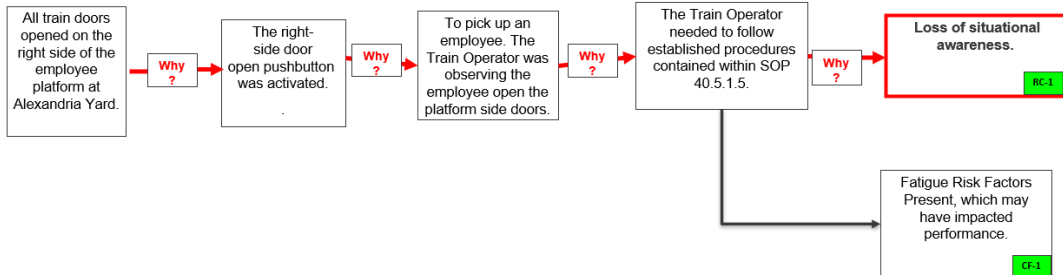 All train doors
opened on the
right side of the
employee
platform at
Alexandria Yard.
Why
?
The right-
side door
open pushbutton
was activated.
.
Why
?
To pick up an
employee. The
Train Operator was
observing the
employee open the
platform side doors.
Why
?
The Train Operator
needed to follow
established procedures
contained within SOP
40.5.1.5.
Why
?
Loss of situational
awareness.
RC-1
Fatigue Risk Factors
Present, which may
have impacted
performance.
CF-1